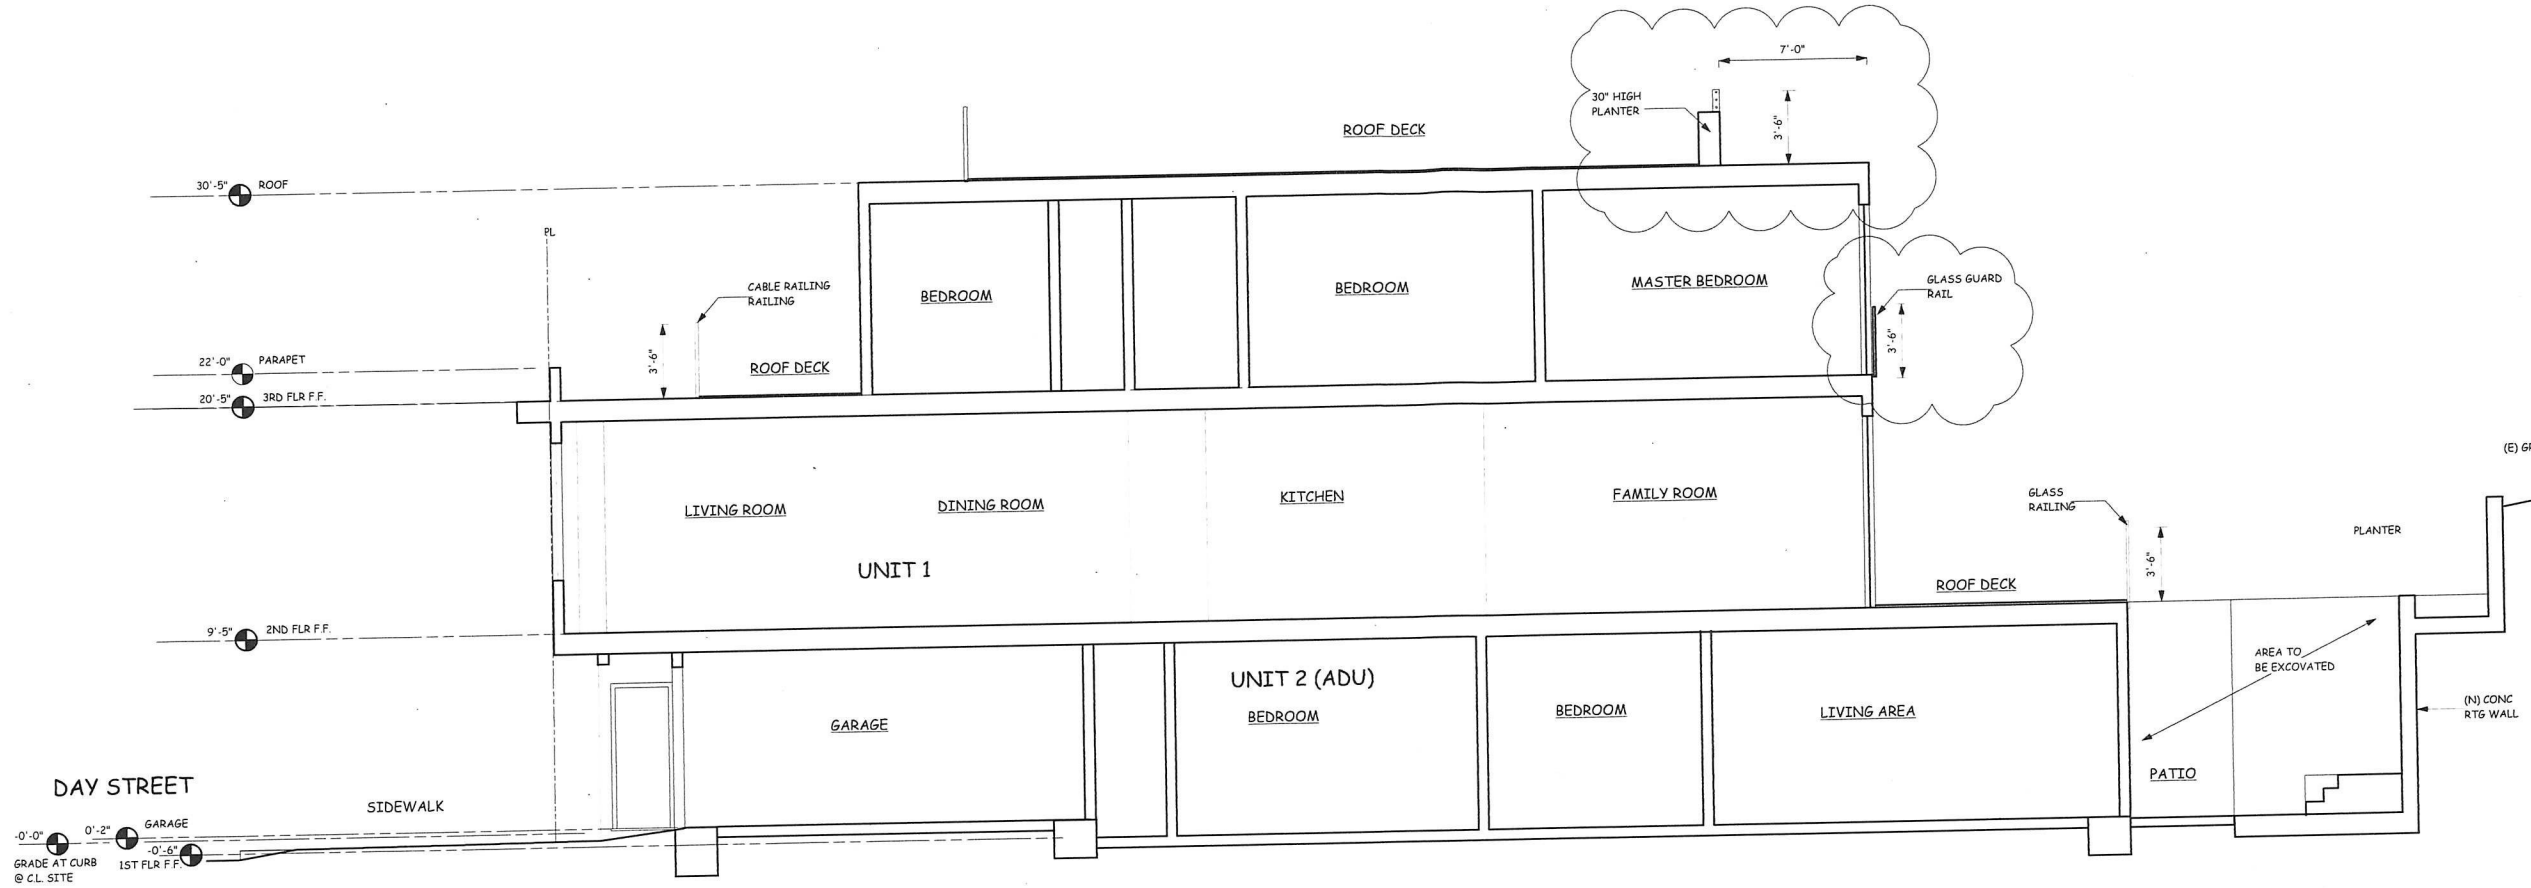 7'-0"
30" HIGH
PLANTER
3'-6"
ROOF DECK
30'-5" ROOF
PL
CABLE RAILING
RAILING
BEDROOM
BEDROOM
MASTER BEDROOM
GLASS GUARD
RAIL
3'-6"
3'-6"
ROOF DECK
22'-0" PARAPET
20'-5" 3RD FLR F.F.
(E) G
LIVING ROOM
DINING ROOM
KITCHEN
FAMILY ROOM
GLASS
RAILING
PLANTER
3'-6"
UNIT 1
ROOF DECK
9'-5" 2ND FLR F.F.
AREA TO
BE EXCOVATED
UNIT 2 (ADU)
GARAGE
BEDROOM
BEDROOM
LIVING AREA
(N) CONC
RTG WALL
PATIO
DAY STREET
SIDEWALK
-0'-0"
0'-2" GARAGE
-0'-6"
GRADE AT CURB
@ C.L. SITE
1ST FLR F.F.